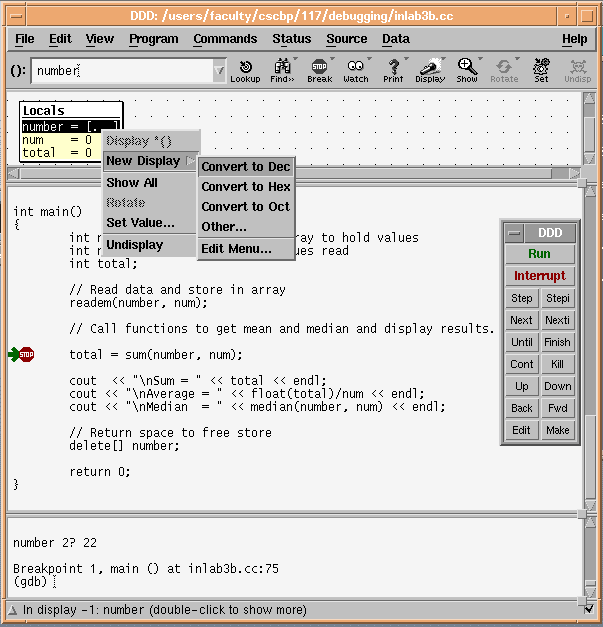 DDD: /users/faculty/cscbp/117/debugging/inlab3b.cc
File Edit View Program Commands Status Source Data Help
(): number
Lookup Find>> Break Watch Print Display Show Rotate Set Undisp
Locals
number = [...]
num = 0
total = 0
Display *()
New Display
Show All
Rotate
Set Value...
Undisplay
Convert to Dec
Convert to Hex
Convert to Oct
Other...
Edit Menu...
int main()
{
int ray to hold values
int ues read
int total;
// Read data and store in array
readem(number, num);
// Call functions to get mean and median and display results.
STOP total = sum(number, num);
cout << "\nSum = " << total << endl;
cout << "\nAverage = " << float(total)/num << endl;
cout << "\nMedian = " << median(number, num) << endl;
// Return space to free store
delete[] number;
return 0;
}
DDD
Run
Interrupt
Step Stepi
Next Nexti
Until Finish
Cont Kill
Up Down
Back Fwd
Edit Make
number 2? 22
Breakpoint 1, main () at inlab3b.cc:75
(gdb)
In display -1: number (double-click to show more)